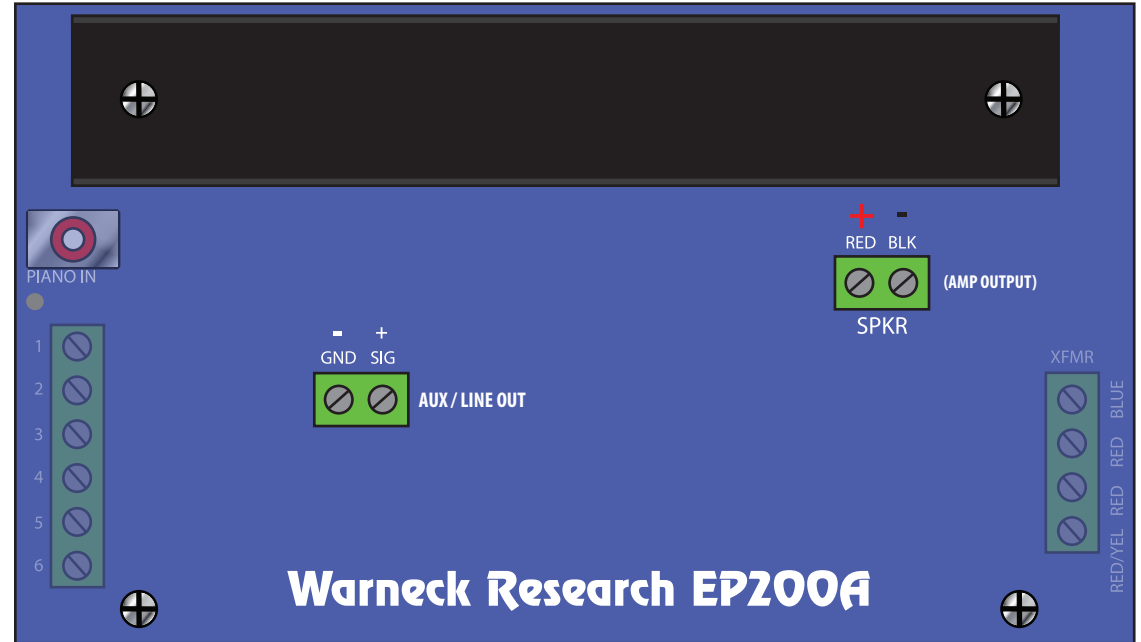 + -
RED BLK
(AMP OUTPUT)
SPKR
PIANO IN
- +
GND SIG
AUX / LINE OUT
1
2
3
4
5
6
XFMR
BLUE
RED
RED
RED/YEL
Warneck Research EP200A